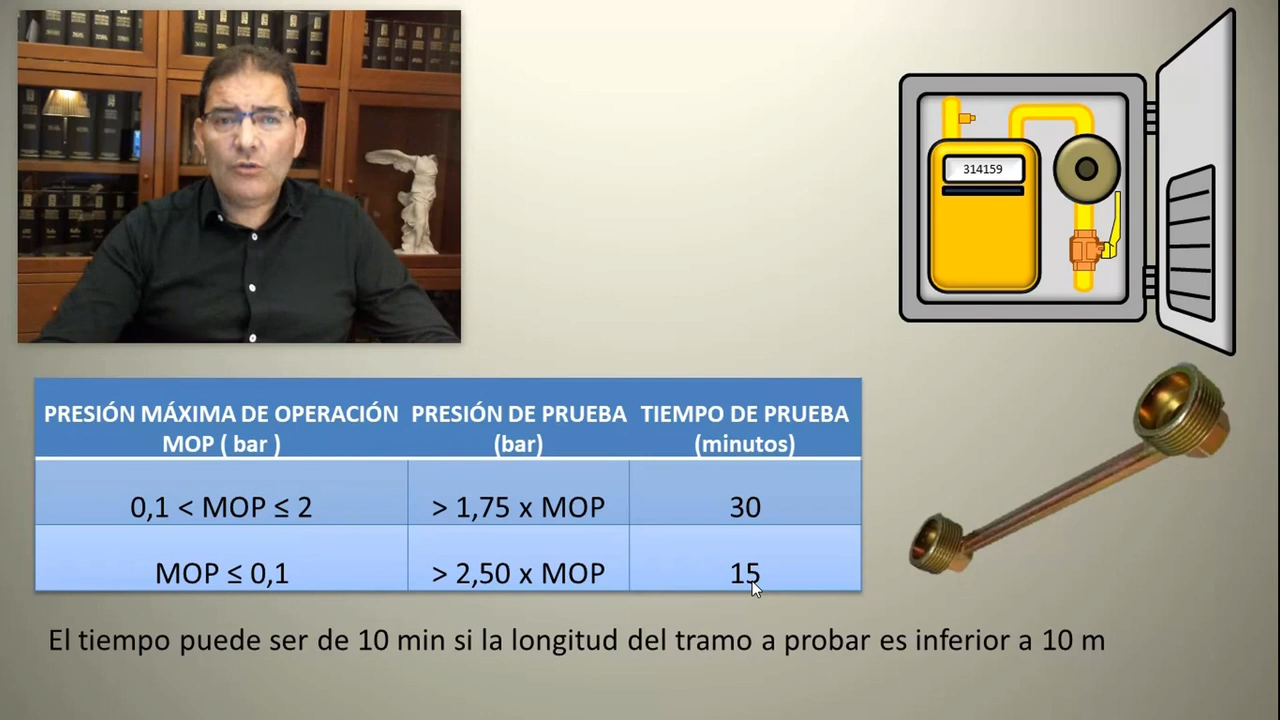 314159
PRESIÓN MÁXIMA DE OPERACIÓN MOP ( bar )
PRESIÓN DE PRUEBA (bar)
TIEMPO DE PRUEBA (minutos)
0,1 < MOP ≤ 2
> 1,75 x MOP
30
MOP ≤ 0,1
> 2,50 x MOP
15
El tiempo puede ser de 10 min si la longitud del tramo a probar es inferior a 10 m